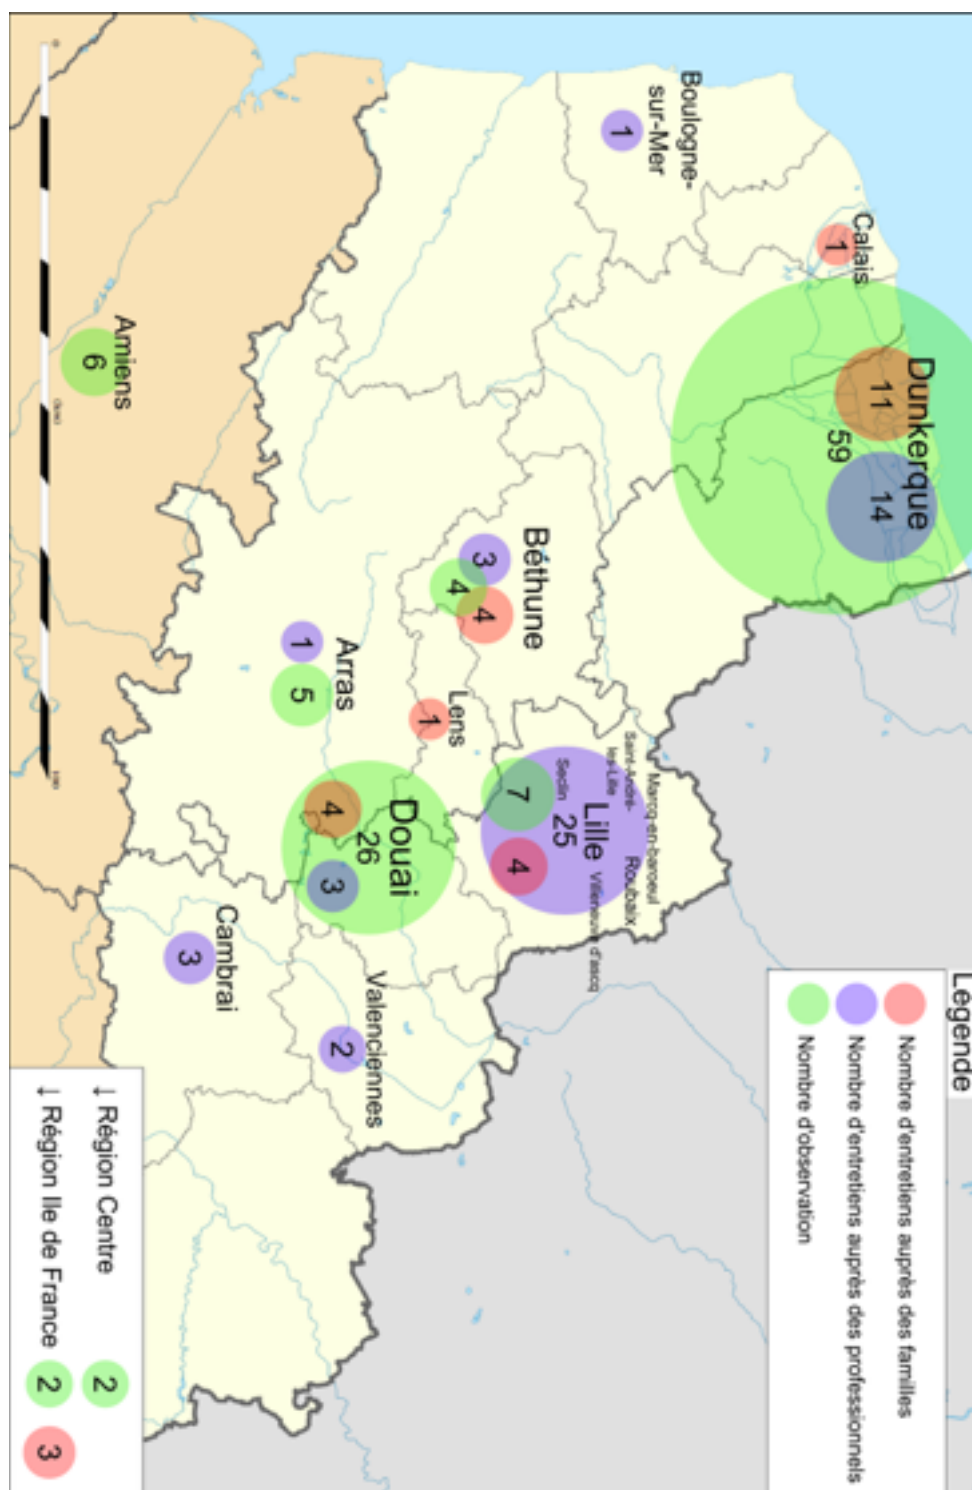 Légende
Nombre d'entretiens auprès des familles
Nombre d'entretiens auprès des professionnels
Nombre d'observation
Calais
1
Dunkerque
11
14
59
Boulogne-
sur-Mer
1
Marcq-en-baroeul
Saint-André-
les-Lille
Roubaix
Lille
Villeneuve d'ascq
25
Seclin
7
4
Béthune
3
4
4
Lens
1
Douai
26
4
3
Arras
1
5
Valenciennes
2
Cambrai
3
Amiens
6
↓ Région Centre
2
↓ Région Ile de France
2
3